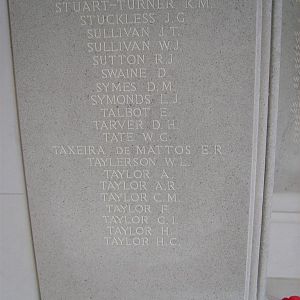 STUART-TURNER R.M.
STUCKLESS J.G.
SULLIVAN J.T.
SULLIVAN W.J.
SUTTON R.J.
SWAINE D.
SYMES D.M.
SYMONDS L.J.
TALBOT E.
TARVER D.H.
TATE W.G.
TAXEIRA DE MATTOS E.R.
TAYLERSON W.L.
TAYLOR A.
TAYLOR A.R.
TAYLOR C.M.
TAYLOR F.
TAYLOR G.I.
TAYLOR H.
TAYLOR H.C.